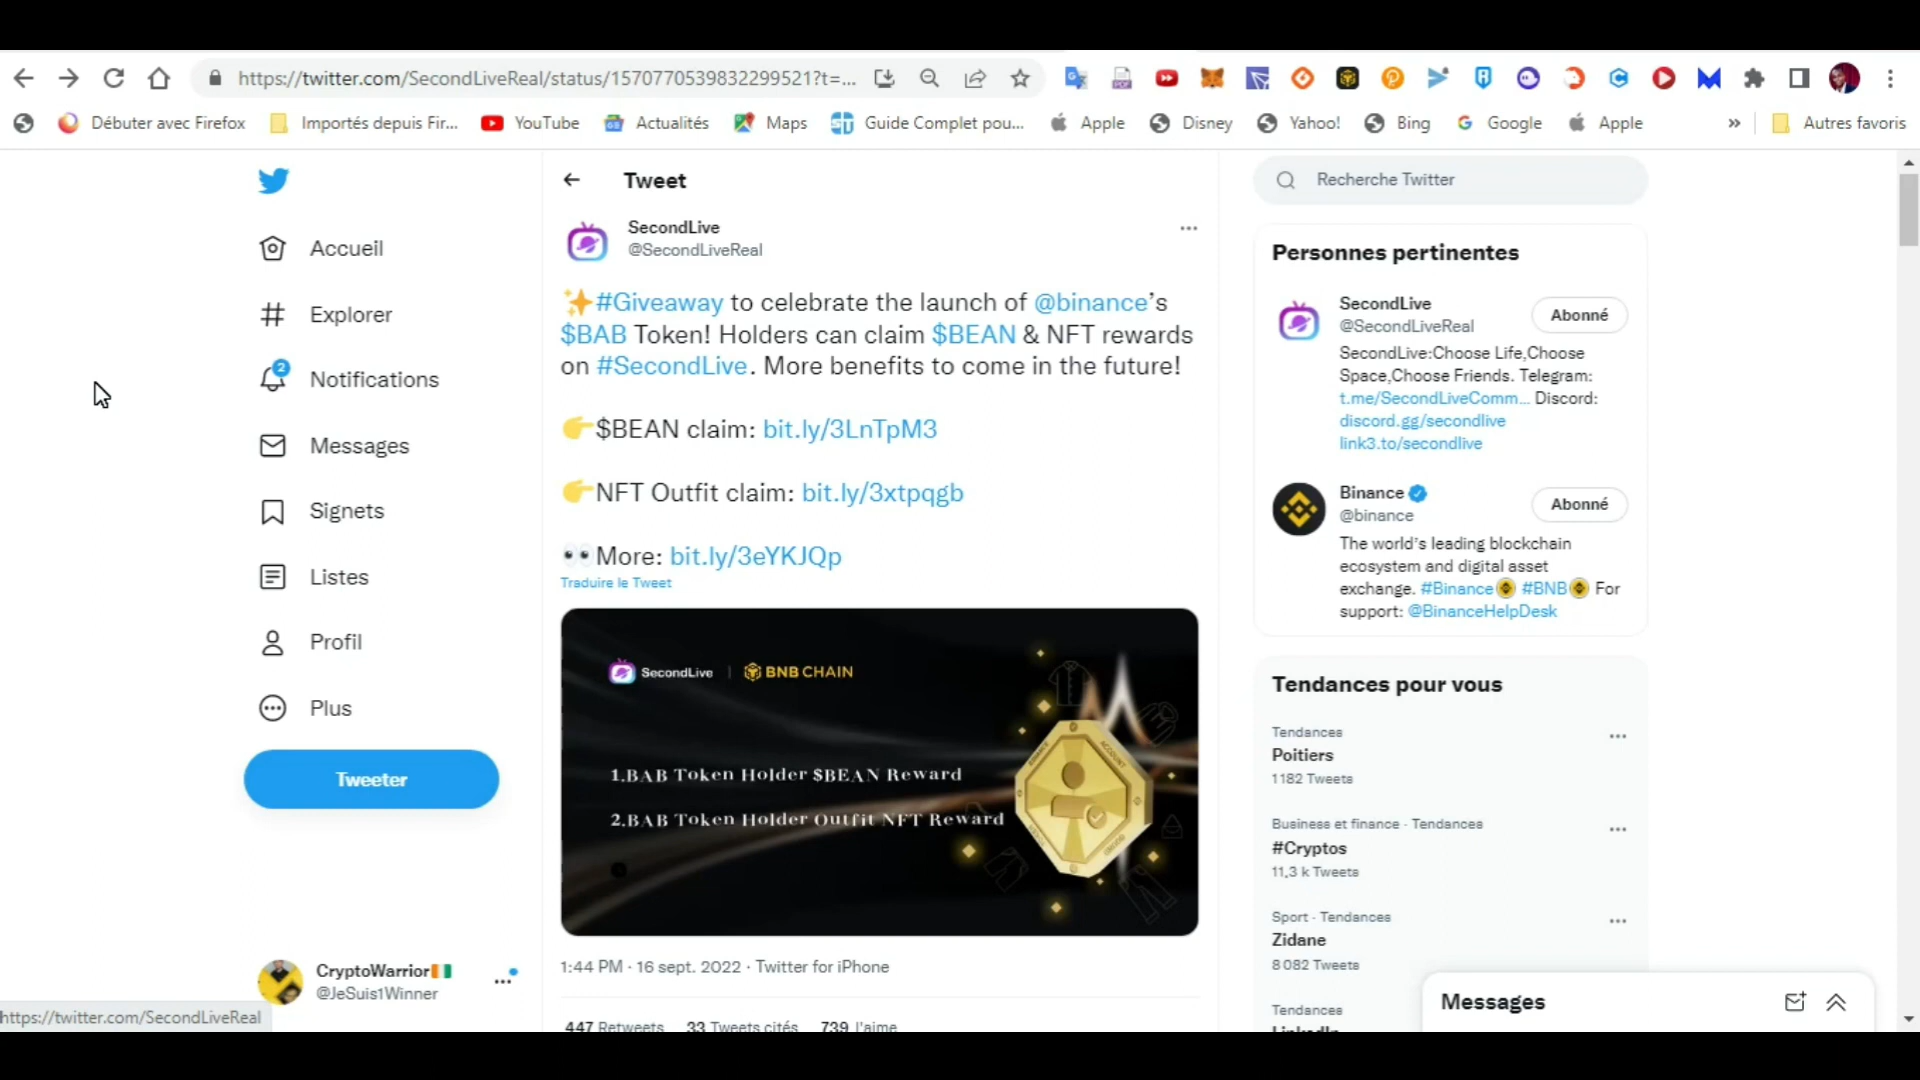 https://twitter.com/SecondLiveReal/status/1570770539832299521?t=...
Débuter avec Firefox
Importés depuis Fir...
YouTube
Actualités
Maps
Guide Complet pou...
Apple
Disney
Yahoo!
Bing
Google
Apple
»
Autres favoris
Accueil
Explorer
2
Notifications
Messages
Signets
Listes
Profil
Plus
Tweeter
CryptoWarrior
@JeSuis1Winner
https://twitter.com/SecondLiveReal
Tweet
SecondLive
@SecondLiveReal
#Giveaway to celebrate the launch of @binance’s
$BAB Token! Holders can claim $BEAN & NFT rewards
on #SecondLive. More benefits to come in the future!
$BEAN claim: bit.ly/3LnTpM3
NFT Outfit claim: bit.ly/3xtpqgb
More: bit.ly/3eYKJQp
Traduire le Tweet
SecondLive | BNB CHAIN
1.BAB Token Holder $BEAN Reward
2.BAB Token Holder Outfit NFT Reward
1:44 PM · 16 sept. 2022 · Twitter for iPhone
447 Retweets 33 Tweets cités 739 J'aime
Recherche Twitter
Personnes pertinentes
SecondLive
@SecondLiveReal
Abonné
SecondLive:Choose Life,Choose
Space,Choose Friends. Telegram:
t.me/SecondLiveComm... Discord:
discord.gg/secondlive
link3.to/secondlive
Binance
@binance
Abonné
The world’s leading blockchain
ecosystem and digital asset
exchange. #Binance #BNB For
support: @BinanceHelpDesk
Tendances pour vous
Tendances
Poitiers
1 182 Tweets
Business et finance · Tendances
#Cryptos
11,3 k Tweets
Sport · Tendances
Zidane
8 082 Tweets
Tendances
LinkedIn
Messages